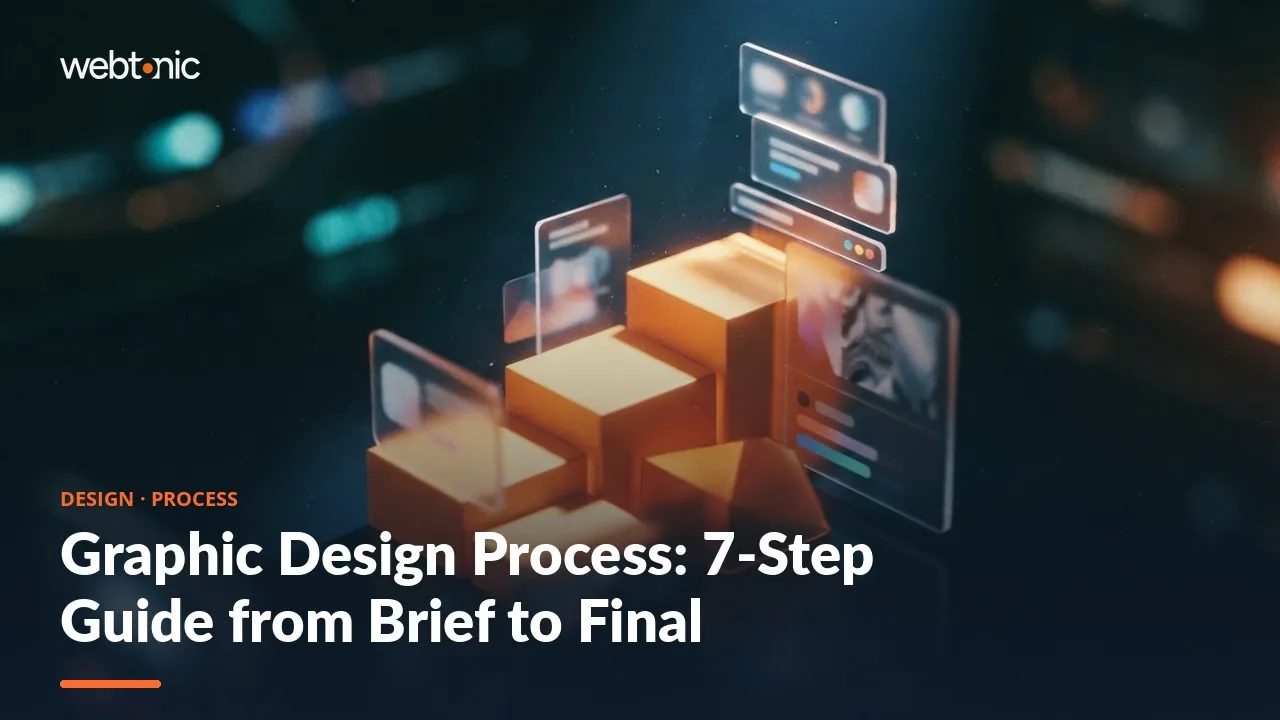 webtonic
DESIGN · PROCESS
Graphic Design Process: 7-Step
Guide from Brief to Final